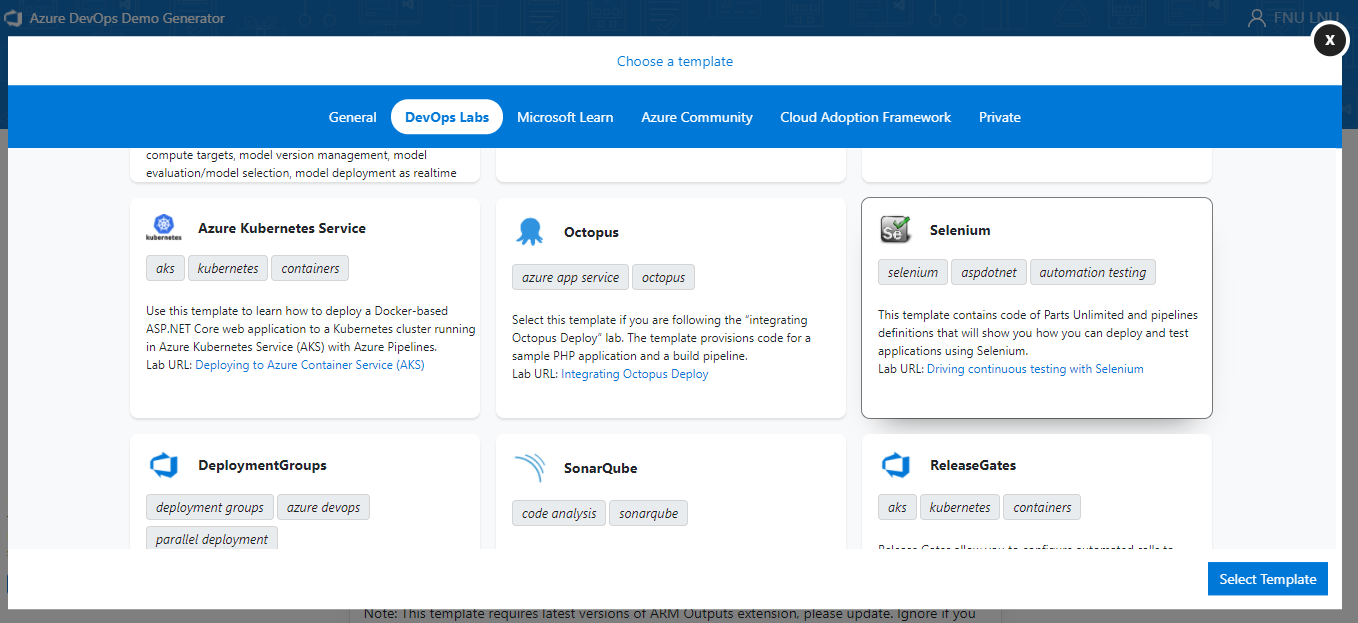 Azure DevOps Demo Generator
FNU LNU
X
Choose a template
General DevOps Labs Microsoft Learn Azure Community Cloud Adoption Framework Private
compute targets, model version management, model
evaluation/model selection, model deployment as realtime
kubernetes
Azure Kubernetes Service
aks kubernetes containers
Use this template to learn how to deploy a Docker-based
ASP.NET Core web application to a Kubernetes cluster running
in Azure Kubernetes Service (AKS) with Azure Pipelines.
Lab URL: Deploying to Azure Container Service (AKS)
Octopus
azure app service octopus
Select this template if you are following the “integrating
Octopus Deploy” lab. The template provisions code for a
sample PHP application and a build pipeline.
Lab URL: Integrating Octopus Deploy
Se
Selenium
selenium aspdotnet automation testing
This template contains code of Parts Unlimited and pipelines
definitions that will show you how you can deploy and test
applications using Selenium.
Lab URL: Driving continuous testing with Selenium
DeploymentGroups
deployment groups azure devops
parallel deployment
SonarQube
code analysis sonarqube
ReleaseGates
aks kubernetes containers
Release Gates allow you to configure automated calls to
Select Template
Note: This template requires latest versions of ARM Outputs extension, please update. Ignore if you